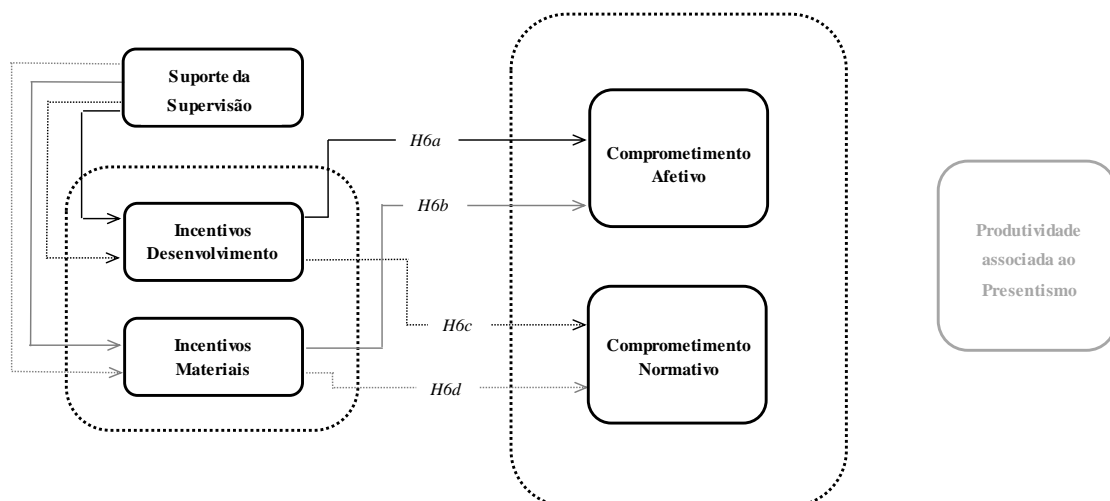 Suporte da
Supervisão
H6a
Comprometimento
Afetivo
H6b
Incentivos
Desenvolvimento
Produtividade
associada ao
Presentismo
H6c
Incentivos
Materiais
Comprometimento
Normativo
H6d